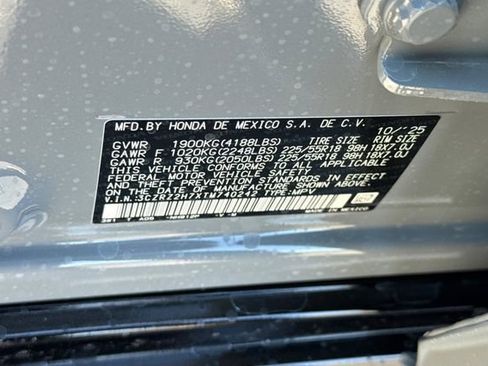 MFD.BY HONDA DE MEXICO S.A. DE C.V. 10/'25
GVWR 1900KG(4188LBS) TIRE SIZE RIM SIZE
GAWR F 1020KG(2248LBS) 225/55R18 98H 18X7.0J
GAWR R 930KG(2050LBS) 225/55R18 98H 18X7.0J
THIS VEHICLE CONFORMS TO ALL APPLICABLE
FEDERAL MOTOR VEHICLE SAFETY AND THEFT
PREVENTION STANDARDS IN EFFECT ON THE
DATE OF MANUFACTURE SHOWN ABOVE.
V.I.N.:3CZRZ2H7XTM740242 TYPE:MPV
MADE IN MEXICO